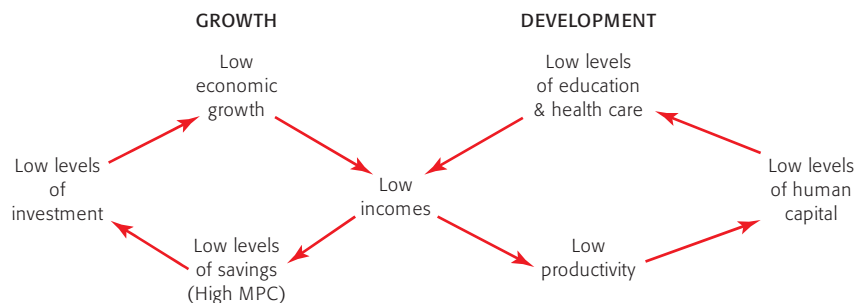 GROWTH
DEVELOPMENT
Low
economic
growth
Low levels
of education
& health care
Low levels
of
investment
Low
incomes
Low levels
of human
capital
Low levels
of savings
(High MPC)
Low
productivity